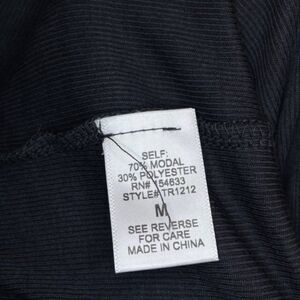 SELF:
70% MODAL
30% POLYESTER
RN# 154633
STYLE# TR1212
M
SEE REVERSE
FOR CARE
MADE IN CHINA